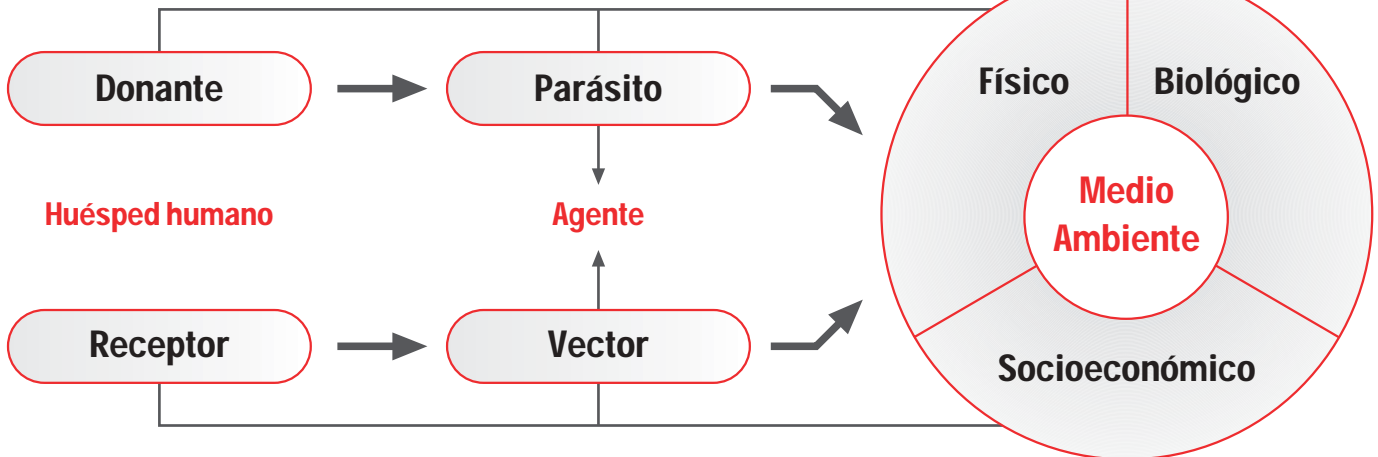 Donante
Parásito
Físico
Biológico
Huésped humano
Agente
Medio
Ambiente
Receptor
Vector
Socioeconómico